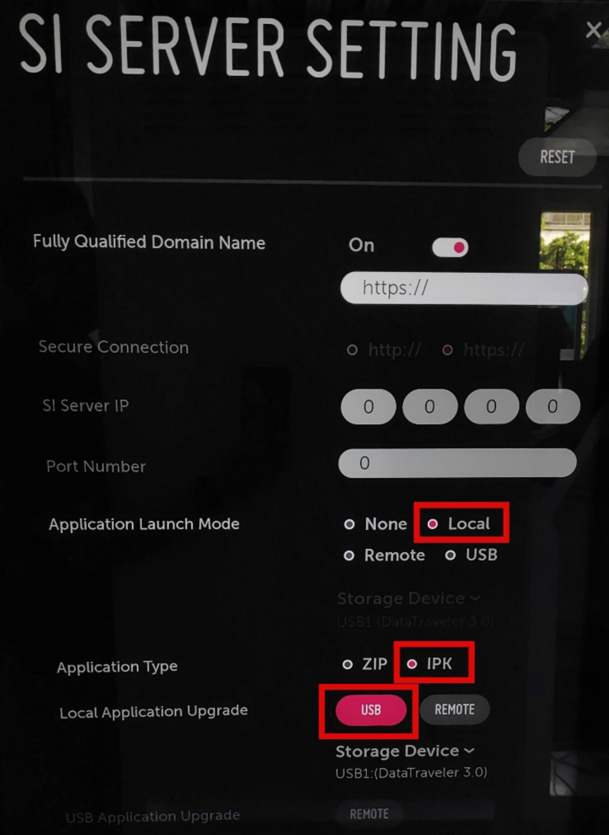 SI SERVER SETTING
RESET
Fully Qualified Domain Name On
https://
Secure Connection http:// https://
SI Server IP 0 0 0 0
Port Number 0
Application Launch Mode None Local
Remote USB
Storage Device
USB1:(DataTraveler 3.0)
Application Type ZIP IPK
Local Application Upgrade USB REMOTE
Storage Device
USB1:(DataTraveler 3.0)
USB Application Upgrade REMOTE